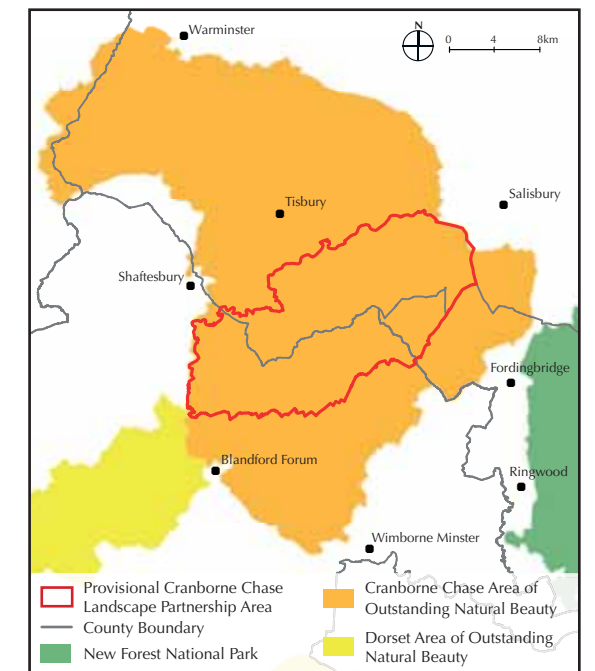 Warminster
N
0 4 8km
Tisbury
Salisbury
Shaftesbury
Fordingbridge
Blandford Forum
Ringwood
Wimborne Minster
Provisional Cranborne Chase
Landscape Partnership Area
County Boundary
New Forest National Park
Cranborne Chase Area of
Outstanding Natural Beauty
Dorset Area of Outstanding
Natural Beauty